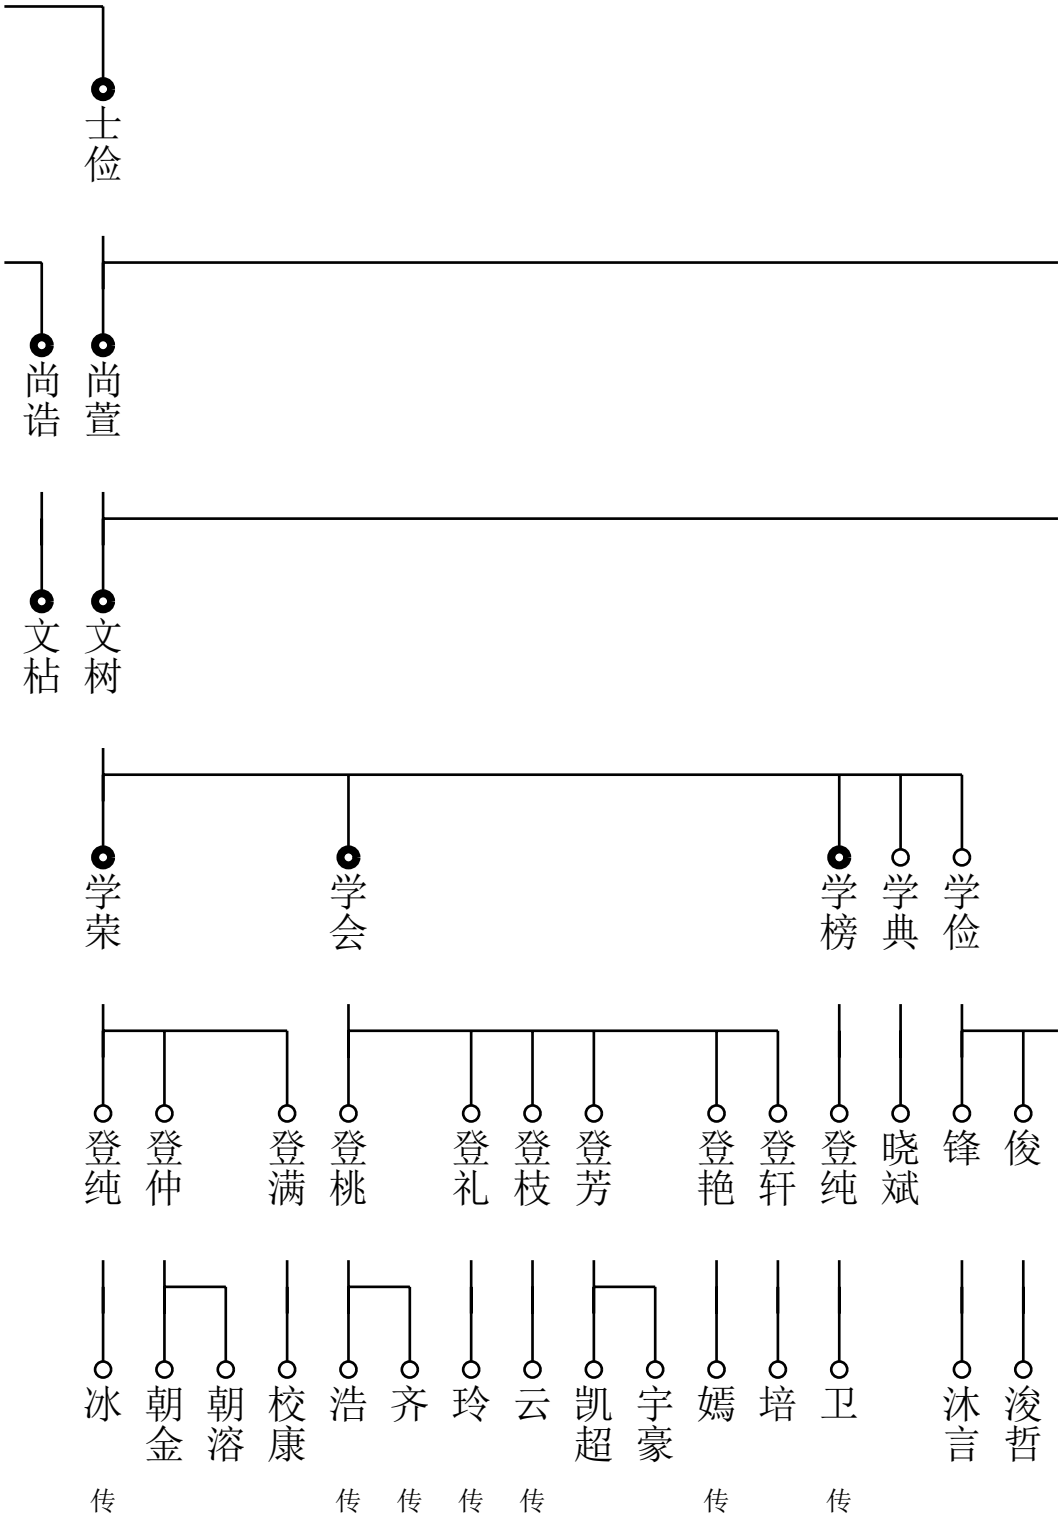 士俭
尚诰
尚萱
文枯
文树
学荣
学会
学榜
学典
学俭
登纯
登仲
登满
登桃
登礼
登枝
登芳
登艳
登轩
登纯
晓斌
锋
俊
冰
朝金
朝溶
校康
浩
齐
玲
云
凯超
宇豪
嫣
培
卫
沐言
浚哲
传
传
传
传
传
传
传